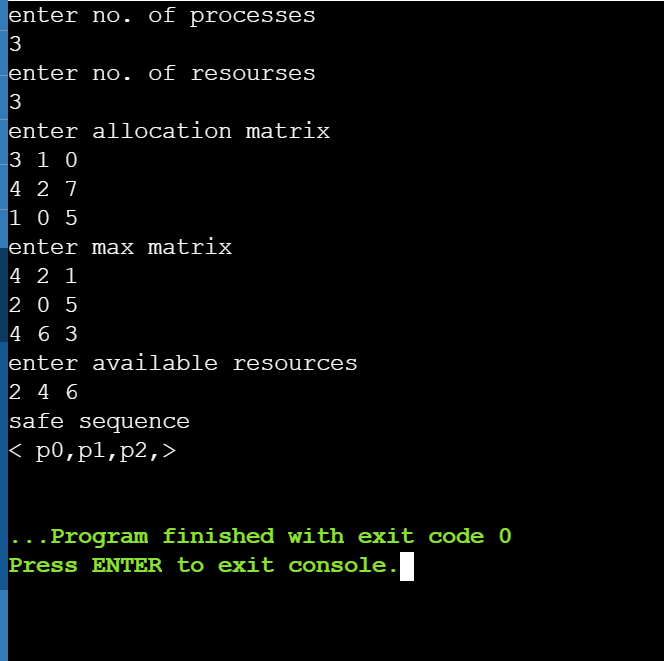 enter no. of processes
3
enter no. of resourses
3
enter allocation matrix
3 1 0
4 2 7
1 0 5
enter max matrix
4 2 1
2 0 5
4 6 3
enter available resources
2 4 6
safe sequence
< p0,p1,p2,>
...Program finished with exit code 0
Press ENTER to exit console.